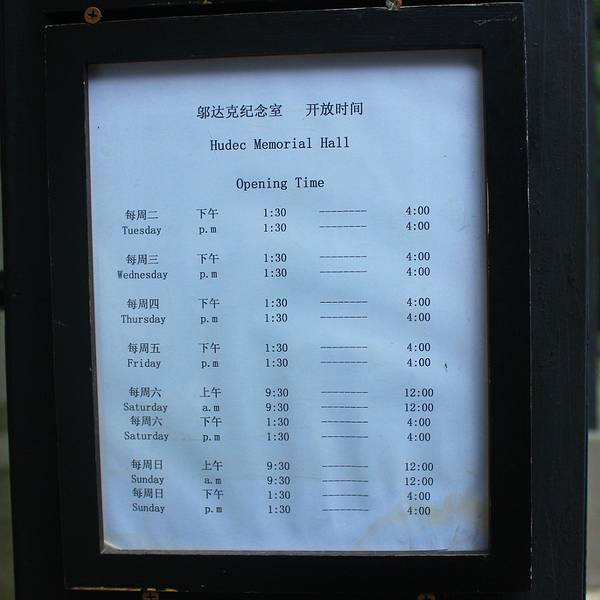 邬达克纪念室 开放时间
Hudec Memorial Hall
Opening Time
每周二 下午 1:30 -------- 4:00
Tuesday p.m 1:30 -------- 4:00
每周三 下午 1:30 -------- 4:00
Wednesday p.m 1:30 -------- 4:00
每周四 下午 1:30 -------- 4:00
Thursday p.m 1:30 -------- 4:00
每周五 下午 1:30 -------- 4:00
Friday p.m 1:30 -------- 4:00
每周六 上午 9:30 -------- 12:00
Saturday a.m 9:30 -------- 12:00
每周六 下午 1:30 -------- 4:00
Saturday p.m 1:30 -------- 4:00
每周日 上午 9:30 -------- 12:00
Sunday a.m 9:30 -------- 12:00
每周日 下午 1:30 -------- 4:00
Sunday p.m 1:30 -------- 4:00